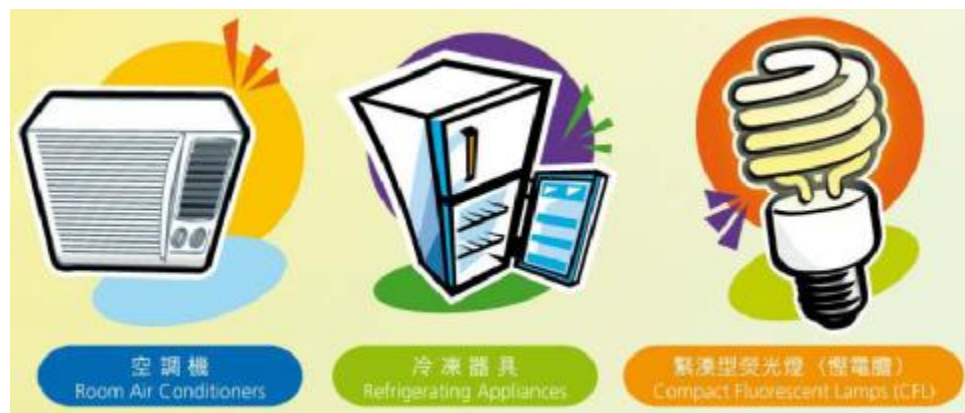 空調機
Room Air Conditioners
冷凍器具
Refrigerating Appliances
緊湊型熒光燈（慳電膽）
Compact Fluorescent Lamps (CFL)